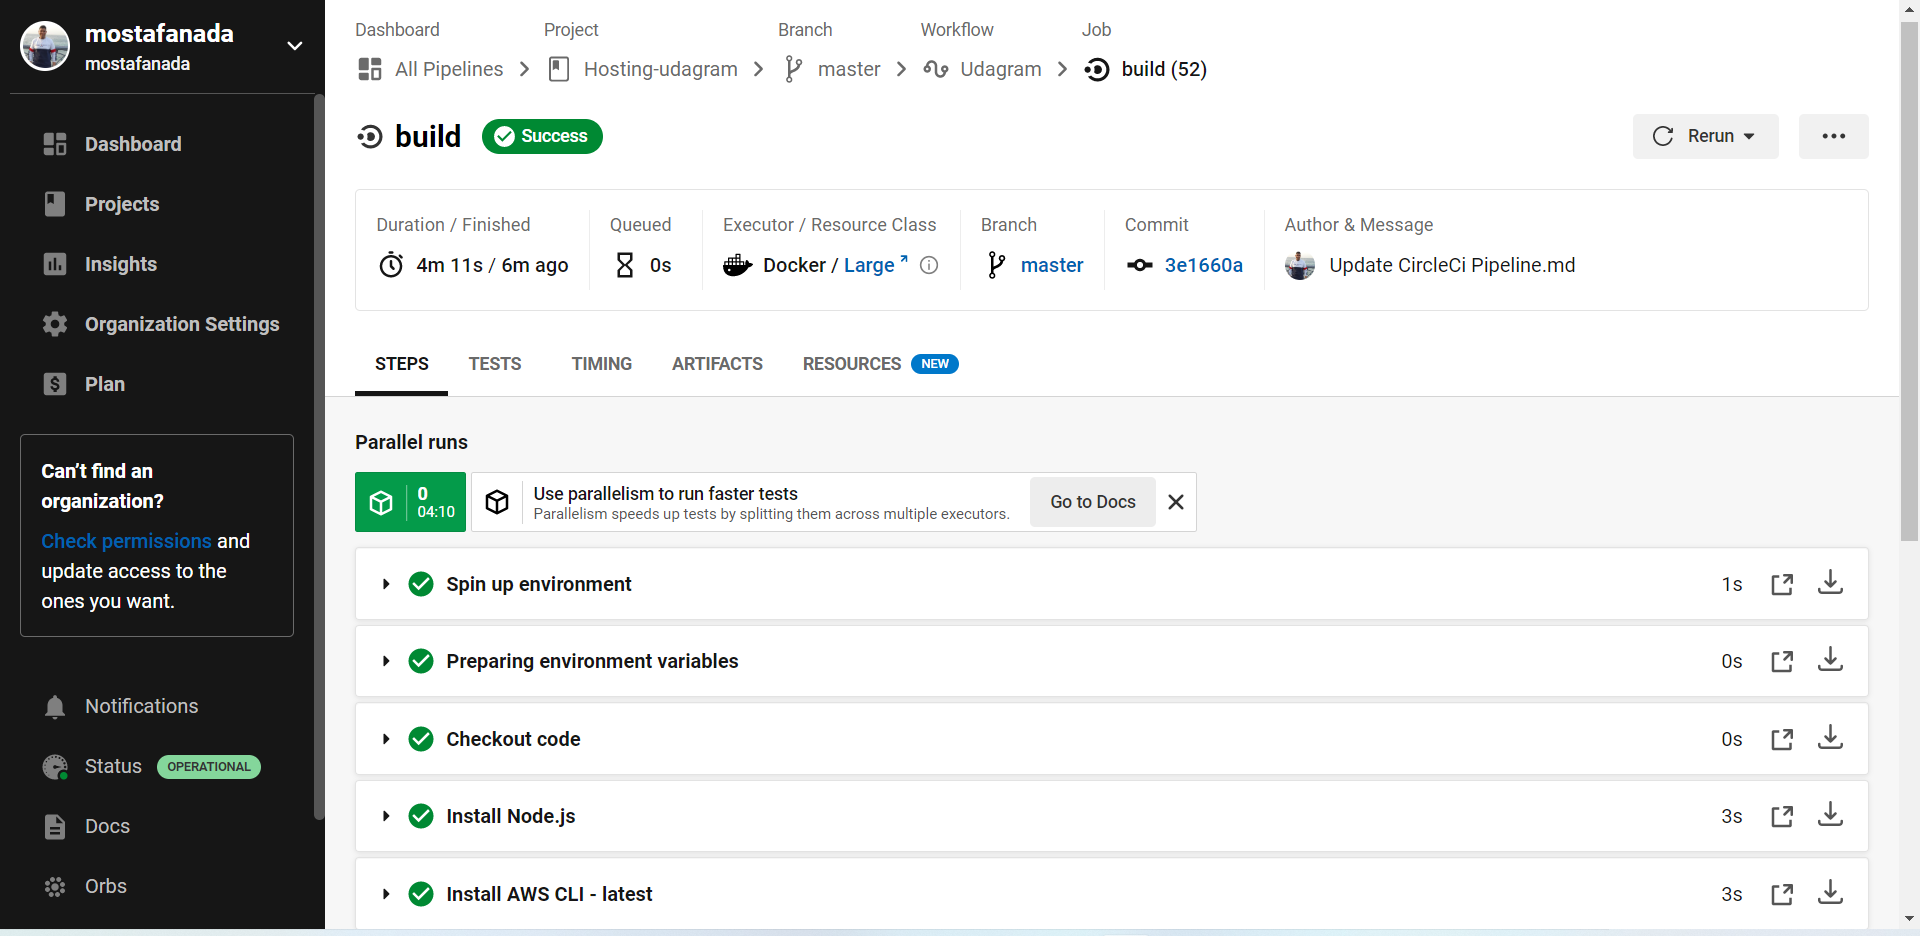 mostafanada
mostafanada
Dashboard
Projects
Insights
Organization Settings
Plan
Can't find an
organization?
Check permissions and
update access to the
ones you want.
Notifications
Status OPERATIONAL
Docs
Orbs
Dashboard Project Branch Workflow Job
All Pipelines Hosting-udagram master Udagram build (52)
build Success Rerun
Duration / Finished Queued Executor / Resource Class Branch Commit Author & Message
4m 11s / 6m ago 0s Docker / Large master 3e1660a Update CircleCi Pipeline.md
STEPS TESTS TIMING ARTIFACTS RESOURCES NEW
Parallel runs
0
04:10
Use parallelism to run faster tests
Parallelism speeds up tests by splitting them across multiple executors.
Go to Docs
Spin up environment 1s
Preparing environment variables 0s
Checkout code 0s
Install Node.js 3s
Install AWS CLI - latest 3s